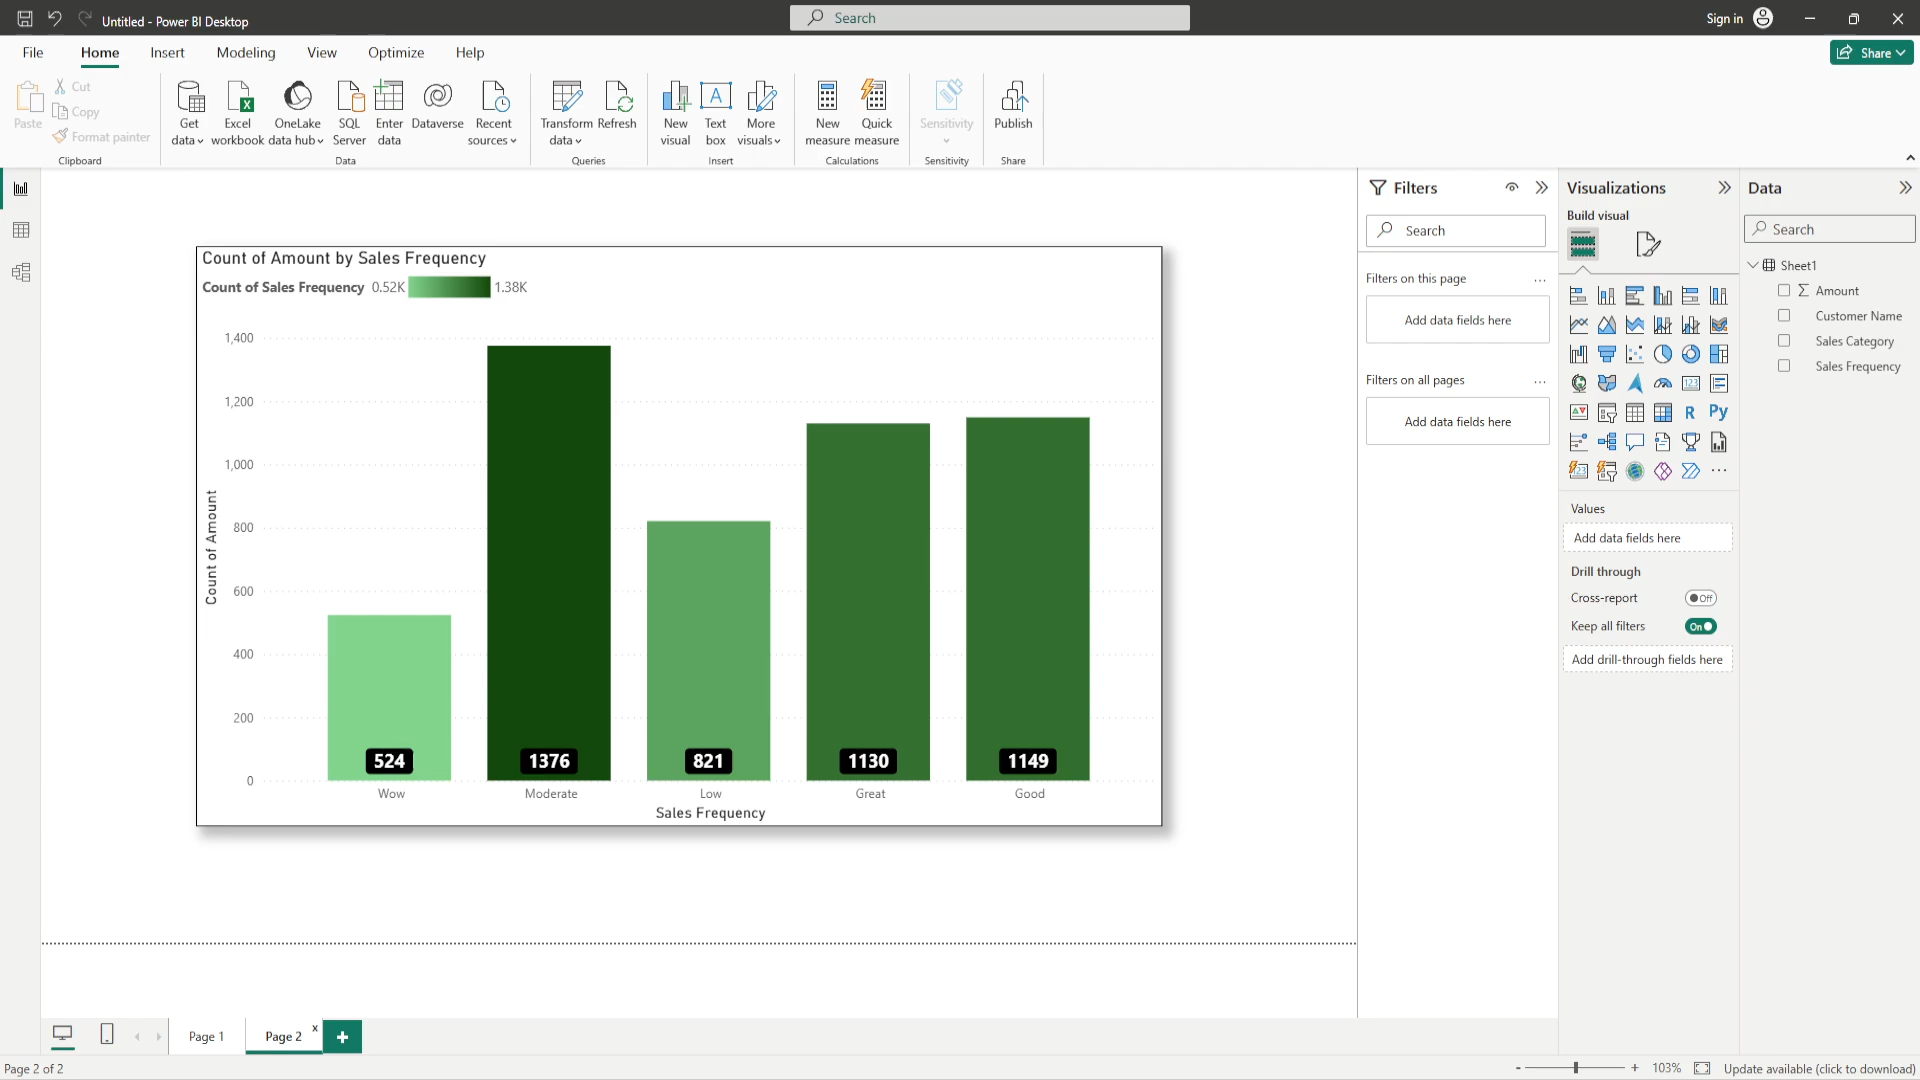 Untitled - Power BI Desktop
Search
Sign in
File
Home
Insert
Modeling
View
Optimize
Help
Share
Paste
Cut
Copy
Format painter
Clipboard
Get data
Excel workbook
OneLake data hub
SQL Server
Enter data
Dataverse
Recent sources
Data
Transform data
Refresh
Queries
New visual
Text box
More visuals
Insert
New measure
Quick measure
Calculations
Sensitivity
Sensitivity
Publish
Share
Count of Amount by Sales Frequency
Count of Sales Frequency 0.52K 1.38K
Count of Amount
1,400
1,200
1,000
800
600
400
200
0
524
1376
821
1130
1149
Wow
Moderate
Low
Great
Good
Sales Frequency
Filters
Search
Filters on this page
...
Add data fields here
Filters on all pages
...
Add data fields here
Visualizations
Build visual
R
Py
123
123
...
Values
Add data fields here
Drill through
Cross-report
Off
Keep all filters
On
Add drill-through fields here
Data
Search
Sheet1
Σ Amount
Customer Name
Sales Category
Sales Frequency
Page 1
Page 2
x
+
Page 2 of 2
- + 103%
Update available (click to download)